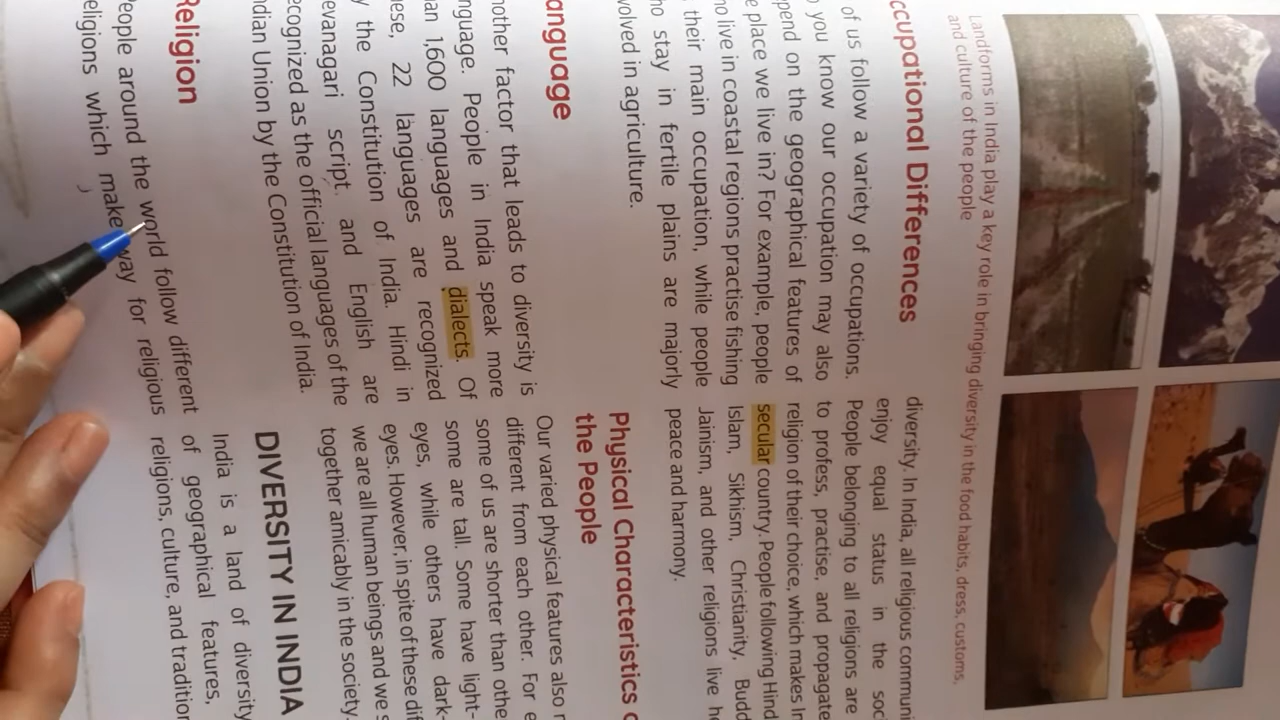 Landforms in India play a key role in bringing diversity in the food habits, dress, customs,
and culture of the people
ccupational Differences
of us follow a variety of occupations.
you know our occupation may also
pend on the geographical features of
place we live in? For example, people
live in coastal regions practise fishing
their main occupation, while people
ho stay in fertile plains are majorly
volved in agriculture.
anguage
nother factor that leads to diversity is
nguage. People in India speak more
an 1,600 languages and dialects. Of
ese, 22 languages are recognized
y the Constitution of India. Hindi in
evanagari script and English are
ecognized as the official languages of the
ndian Union by the Constitution of India.
Religion
People around the world follow different
eligions which make way for religious
diversity. In India, all religious communi
enjoy equal status in the soci
People belonging to all religions are
to profess, practise, and propagate
religion of their choice, which makes In
secular country. People following Hind
Islam, Sikhism, Christianity, Budd
Jainism, and other religions live h
peace and harmony.
Physical Characteristics o
the People
Our varied physical features also
different from each other. For e
some of us are shorter than othe
some are tall. Some have light-
eyes, while others have dark-
eyes. However, in spite of these dif
we are all human beings and we s
together amicably in the society.
DIVERSITY IN INDIA
India is a land of diversity
of geographical features,
religions, culture, and tradition